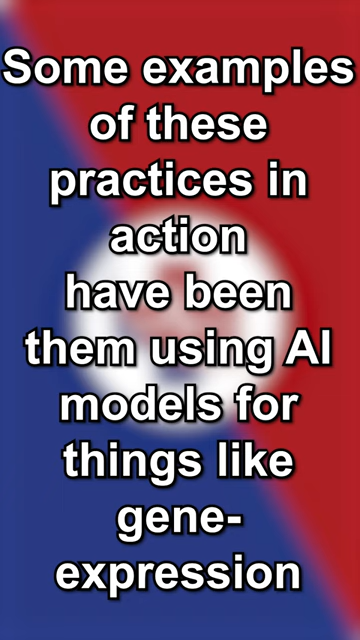 Some examples
of these
practices in
action
have been
them using AI
models for
things like
gene-
expression